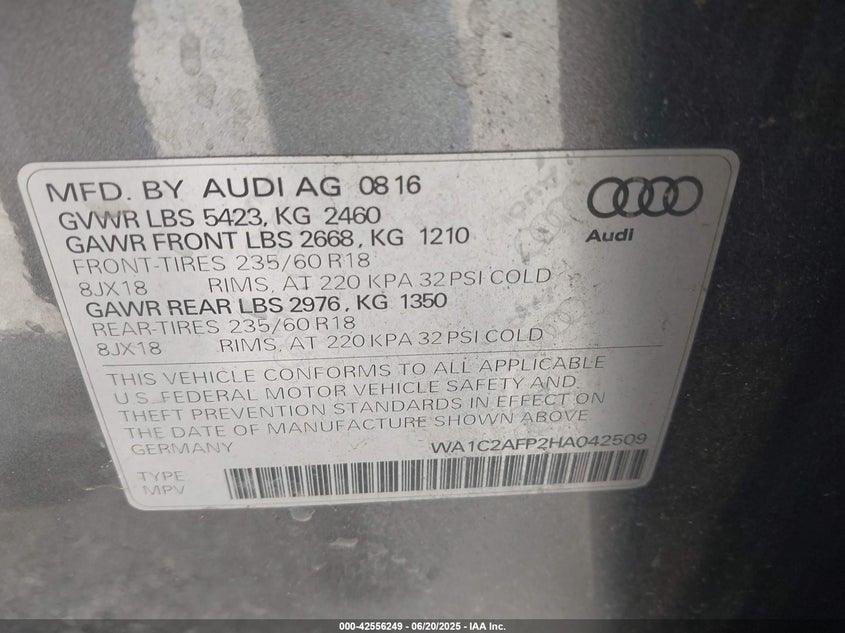 MFD. BY AUDI AG 08 16
GVWR LBS 5423, KG 2460
GAWR FRONT LBS 2668, KG 1210
FRONT-TIRES 235/60 R18
8JX18 RIMS, AT 220 KPA 32 PSI COLD
GAWR REAR LBS 2976, KG 1350
REAR-TIRES 235/60 R18
8JX18 RIMS, AT 220 KPA 32 PSI COLD
Audi
THIS VEHICLE CONFORMS TO ALL APPLICABLE
U.S. FEDERAL MOTOR VEHICLE SAFETY AND
THEFT PREVENTION STANDARDS IN EFFECT ON
THE DATE OF MANUFACTURE SHOWN ABOVE
GERMANY WA1C2AFP2HA042509
TYPE
MPV
000-42556249 - 06/20/2025 - IAA Inc.